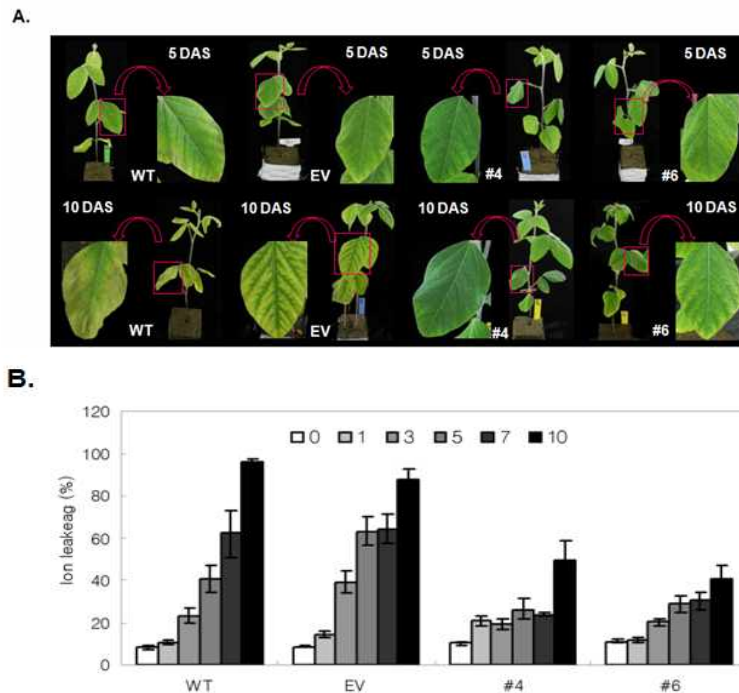 A.
5 DAS 5 DAS 5 DAS 5 DAS
WT EV #4 #6
10 DAS 10 DAS 10 DAS 10 DAS
WT EV #4 #6
B.
120
100
80
60
40
20
0
Ion leakeag (%)
0 1 3 5 7 10
WT EV #4 #6